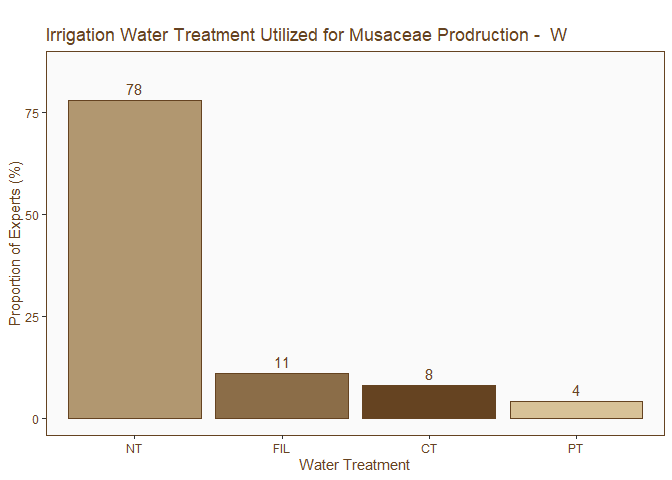 Irrigation Water Treatment Utilized for Musaceae Prodruction -  W
78
75
Proportion of Experts (%)
50
25
11
8
4
0
NT FIL CT PT
Water Treatment